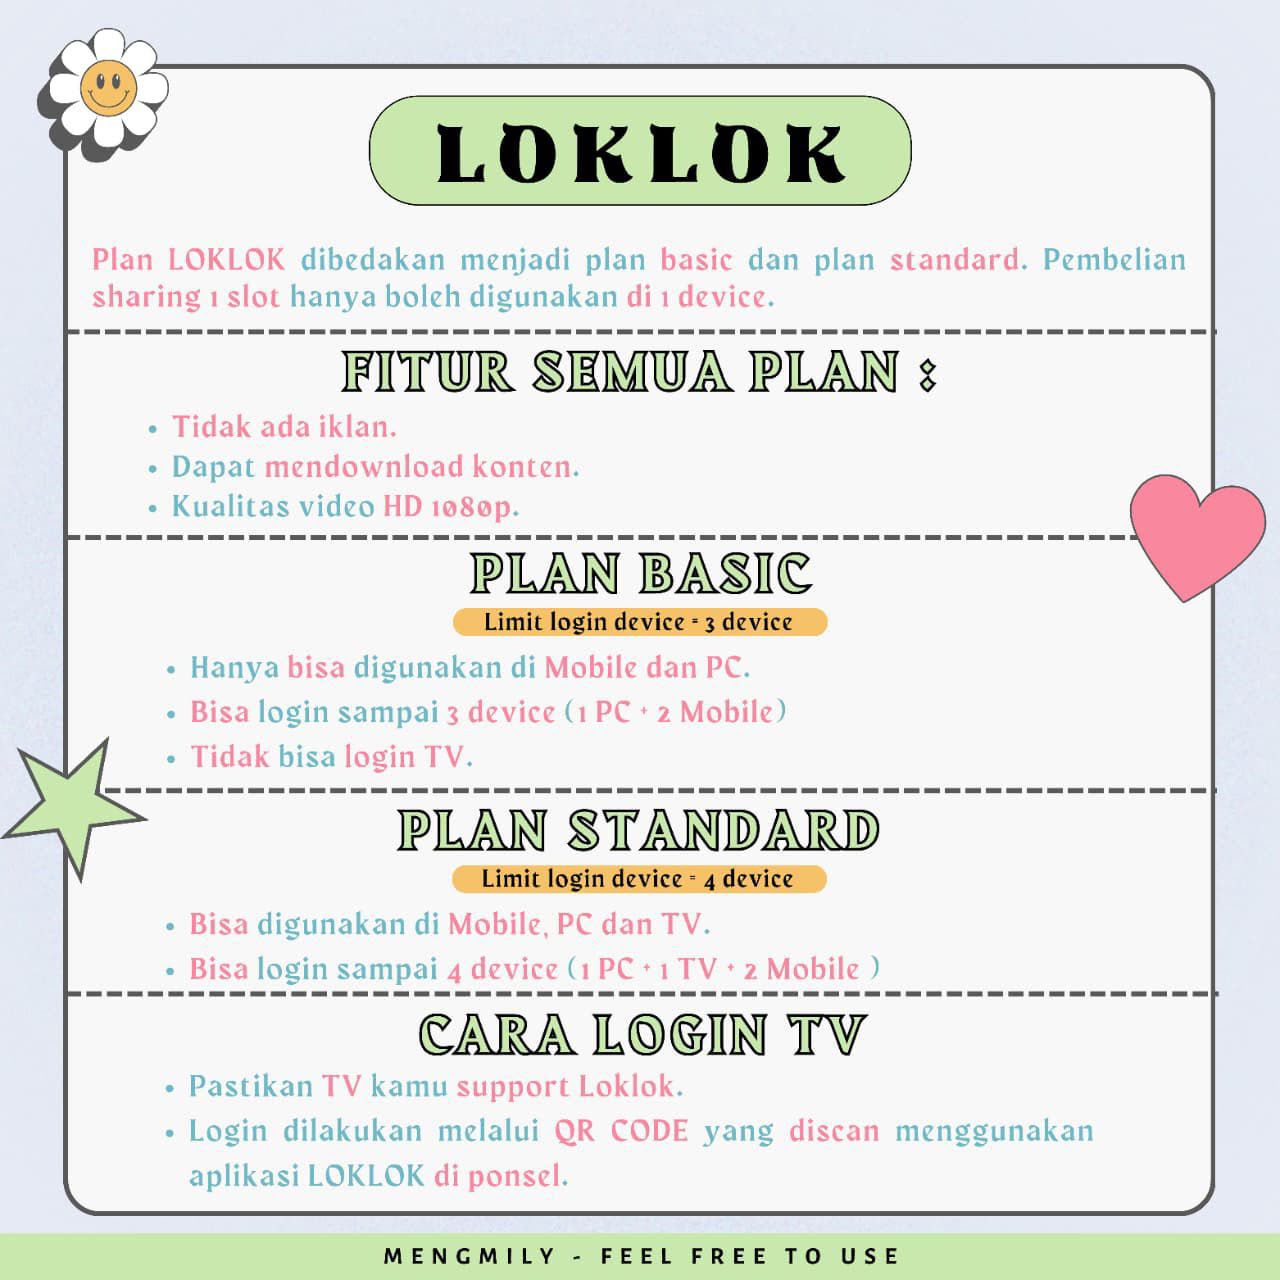 LOKLOK
Plan LOKLOK dibedakan menjadi plan basic dan plan standard. Pembelian
sharing 1 slot hanya boleh digunakan di 1 device.
FITUR SEMUA PLAN :
• Tidak ada iklan.
• Dapat mendownload konten.
• Kualitas video HD 1080p.
PLAN BASIC
Limit login device = 3 device
• Hanya bisa digunakan di Mobile dan PC.
• Bisa login sampai 3 device (1 PC + 2 Mobile)
• Tidak bisa login TV.
PLAN STANDARD
Limit login device = 4 device
• Bisa digunakan di Mobile, PC dan TV.
• Bisa login sampai 4 device (1 PC + 1 TV + 2 Mobile )
CARA LOGIN TV
• Pastikan TV kamu support Loklok.
• Login dilakukan melalui QR CODE yang discan menggunakan
aplikasi LOKLOK di ponsel.
MENGMILY - FEEL FREE TO USE